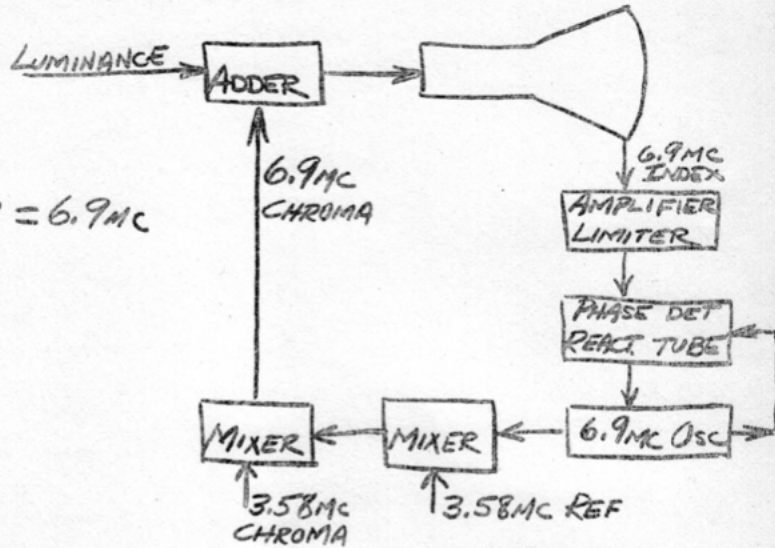 LUMINANCE
ADDER
6.9MC
CHROMA
= 6.9MC
6.9MC
INDEX
AMPLIFIER
LIMITER
PHASE DET
REACT. TUBE
6.9MC OSC
MIXER
MIXER
3.58MC
CHROMA
3.58MC REF